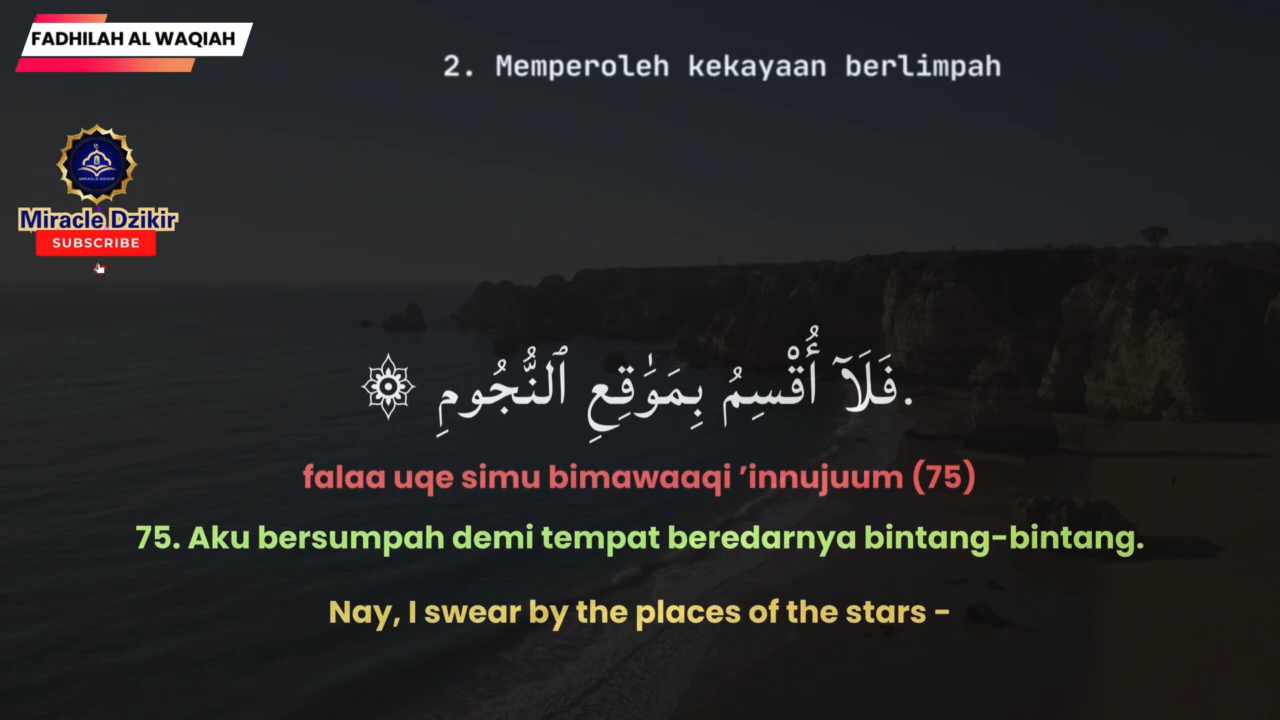 FADHILAH AL WAQIAH
2. Memperoleh kekayaan berlimpah
Miracle Dzikir
SUBSCRIBE
.فَلَآ أُقْسِمُ بِمَوَٰقِعِ ٱلنُّجُومِ ۞
falaa uqe simu bimawaaqi ’innujuum (75)
75. Aku bersumpah demi tempat beredarnya bintang-bintang.
Nay, I swear by the places of the stars -